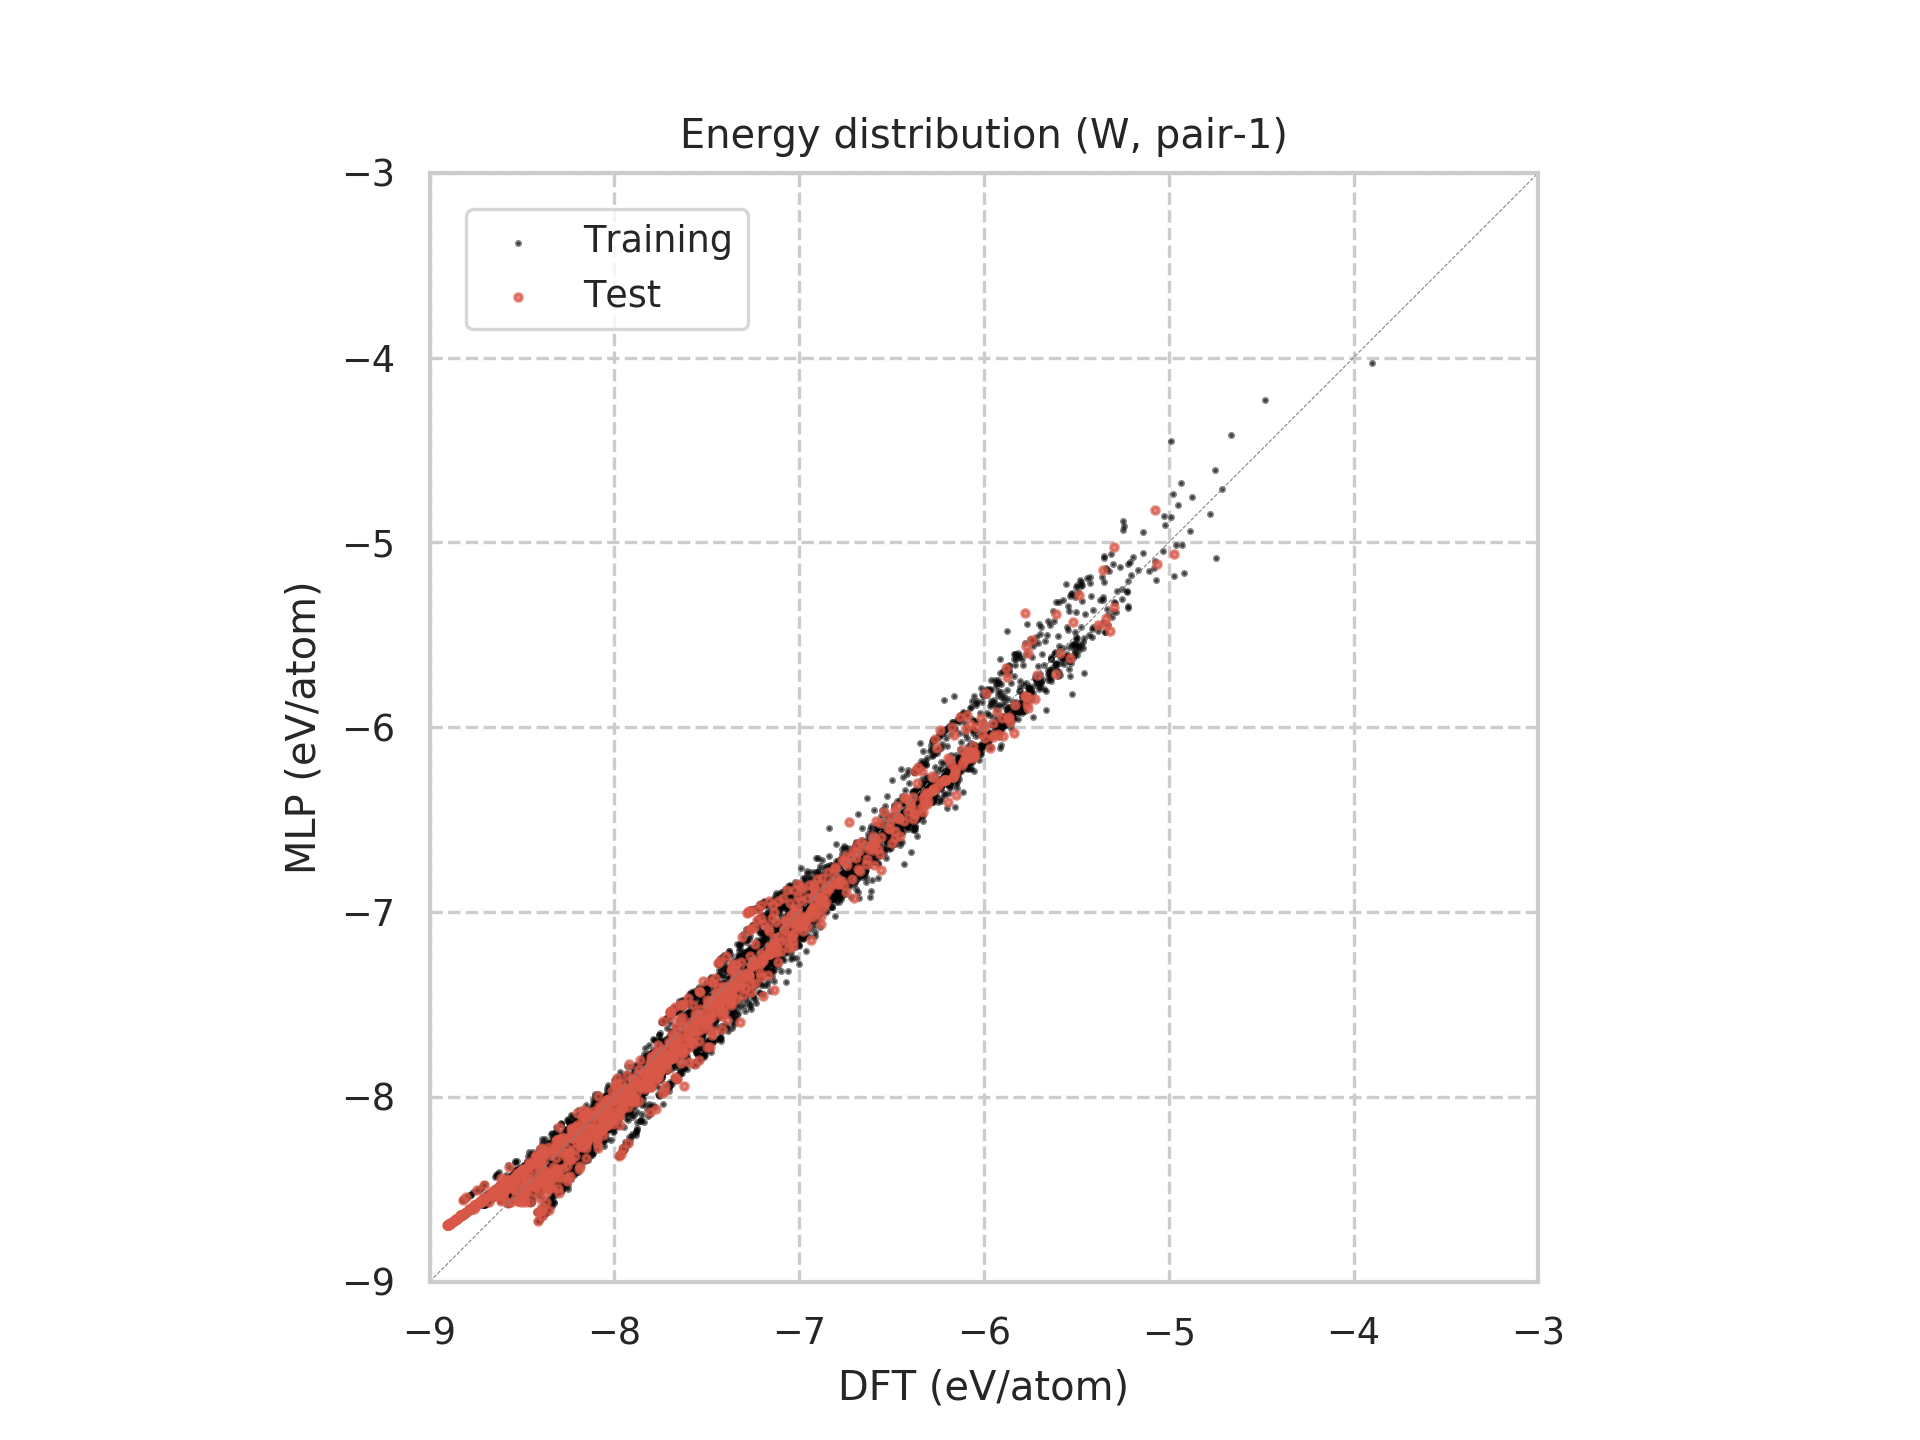 Energy distribution (W, pair-1)
Training
Test
−3
−4
−5
−6
−7
−8
−9
MLP (eV/atom)
−9 −8 −7 −6 −5 −4 −3
DFT (eV/atom)